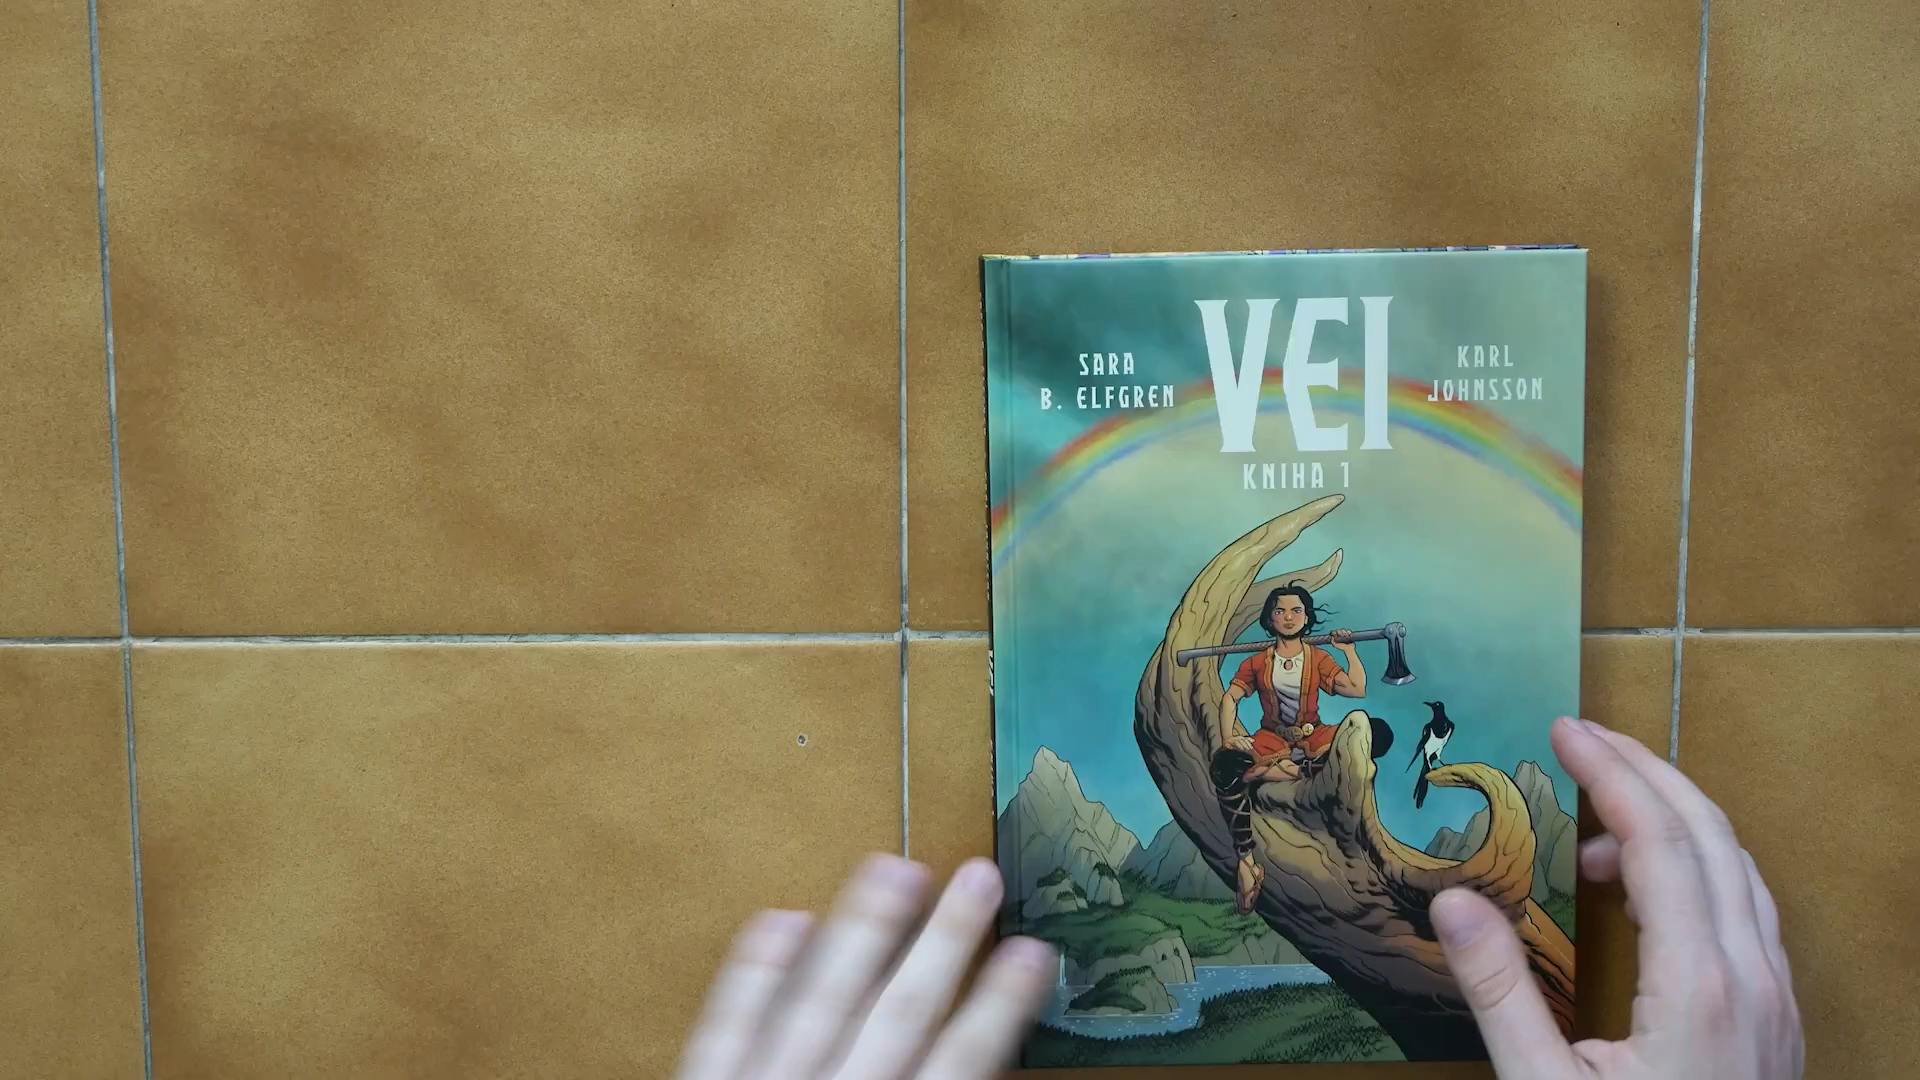 VEI
SARA
B. ELFGREN
KARL
JOHNSSON
KNIHA 1